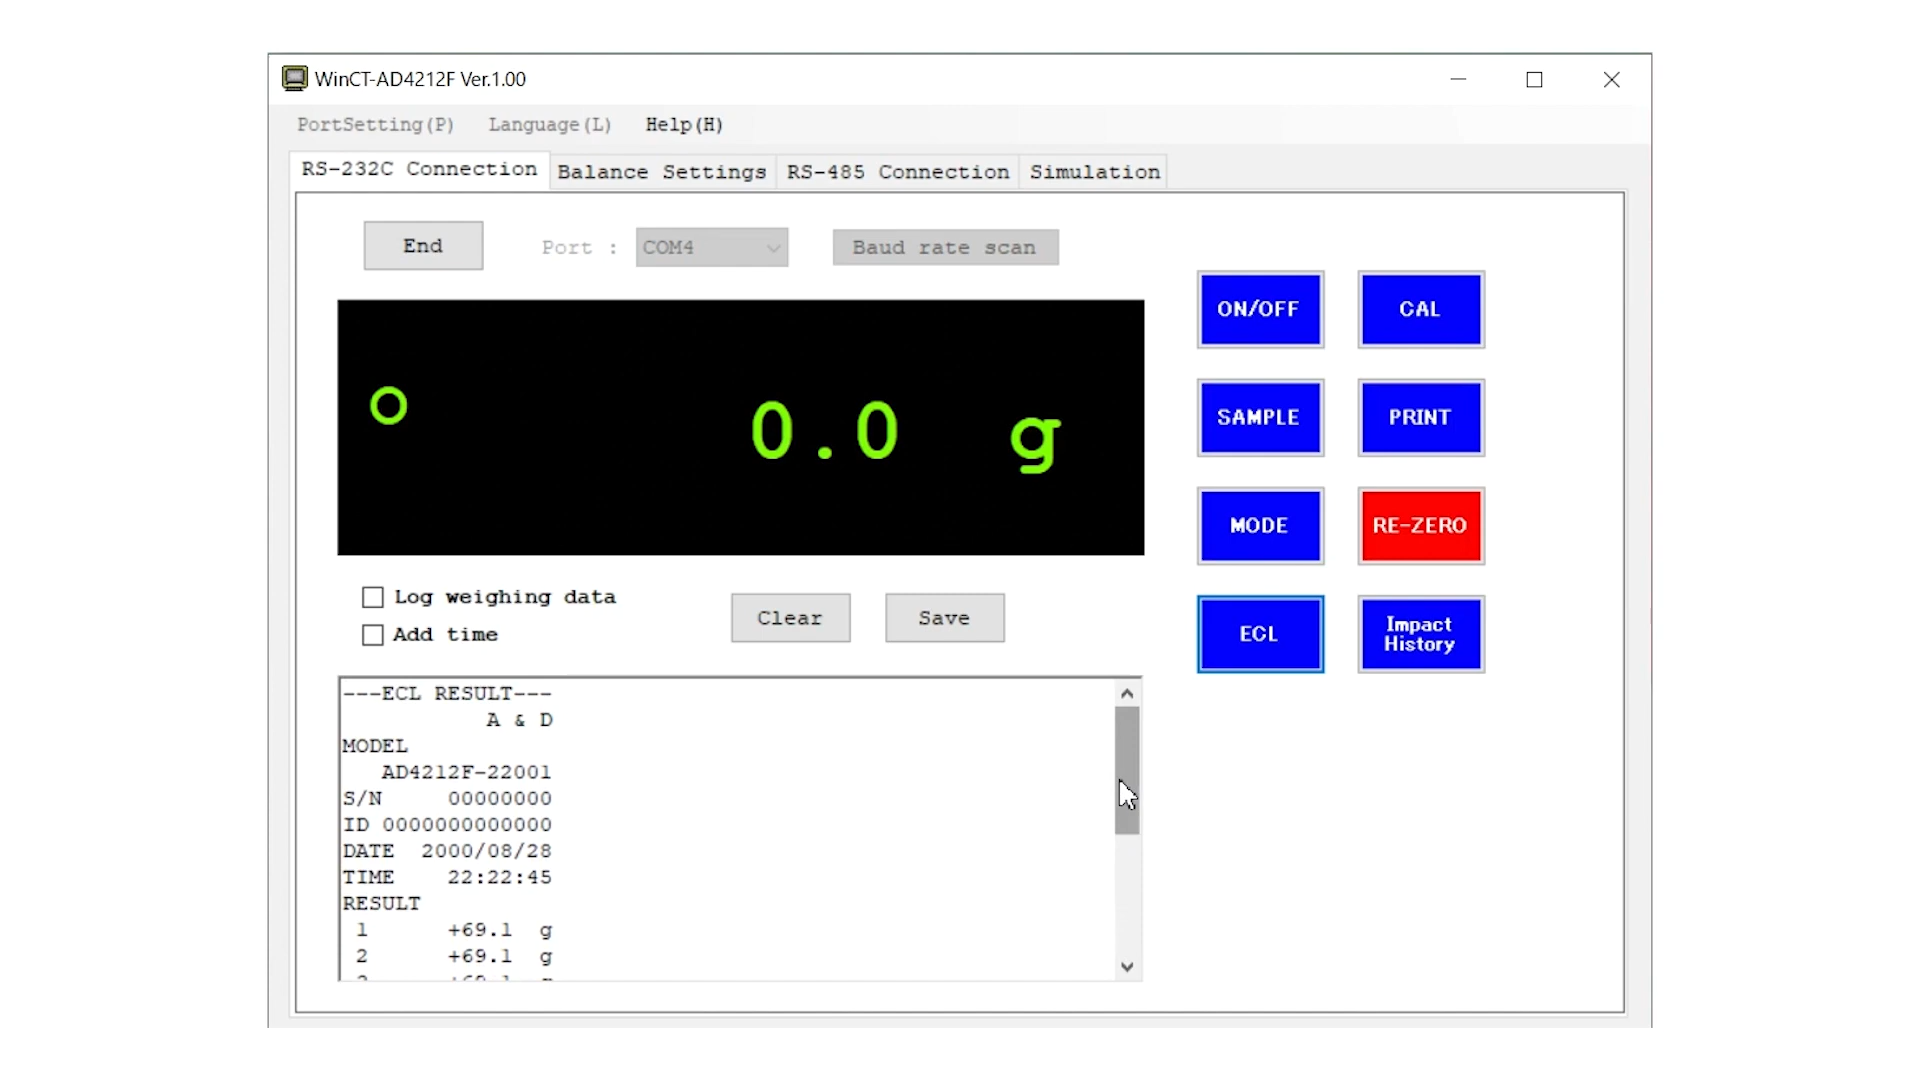 WinCT-AD4212F Ver.1.00
PortSetting(P) Language(L) Help(H)
RS-232C Connection Balance Settings RS-485 Connection Simulation
End Port : COM4 Baud rate scan
0.0 g
ON/OFF CAL
SAMPLE PRINT
MODE RE-ZERO
ECL Impact History
Log weighing data
Add time
Clear Save
---ECL RESULT---
A & D
MODEL
AD4212F-22001
S/N 00000000
ID 0000000000000
DATE 2000/08/28
TIME 22:22:45
RESULT
1 +69.1 g
2 +69.1 g